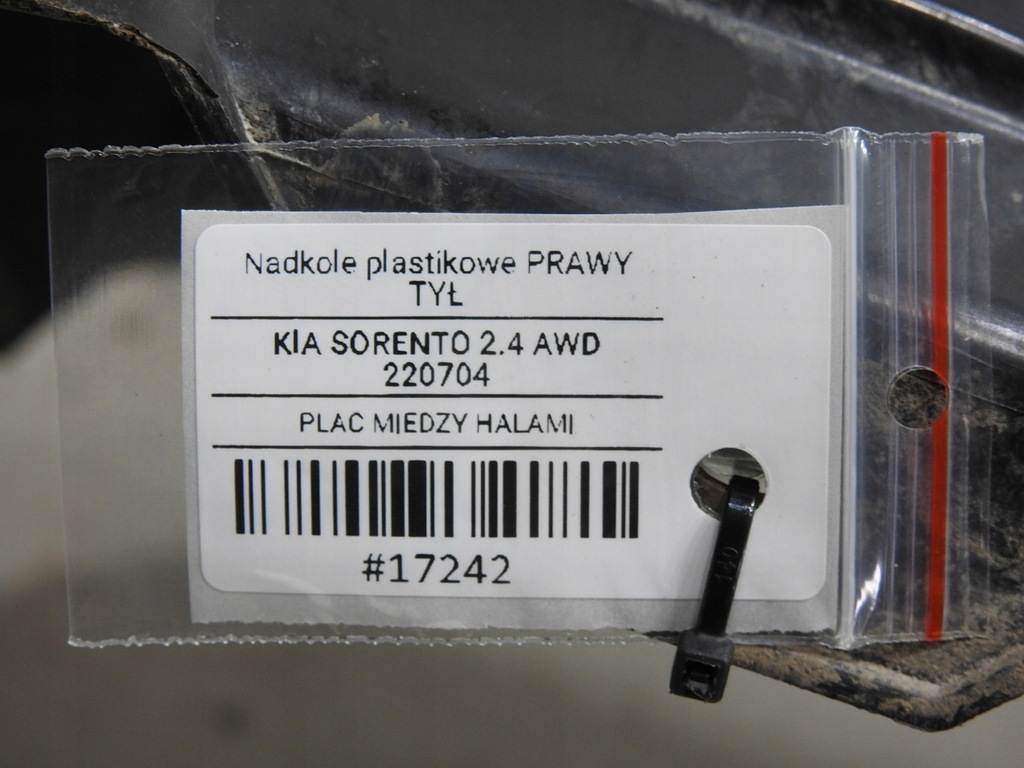 Nadkole plastikowe PRAWY
TYŁ
KIA SORENTO 2.4 AWD
220704
PLAC MIEDZY HALAMI
#17242